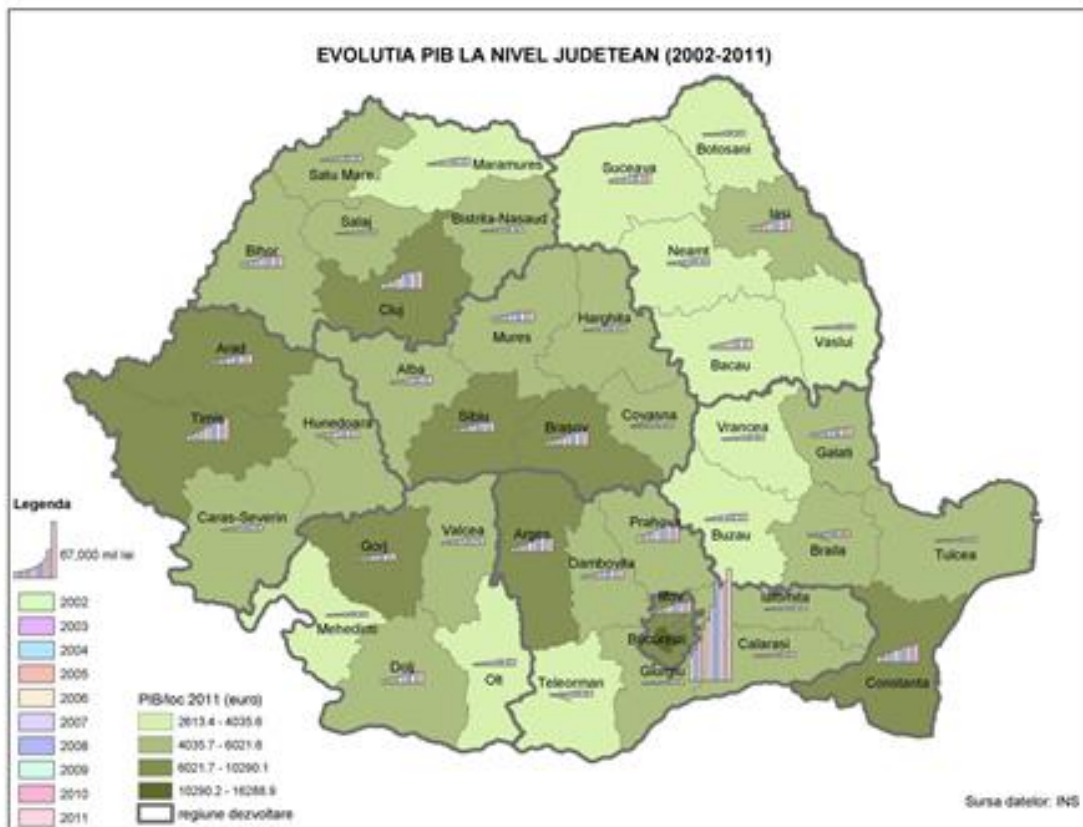 EVOLUTIA PIB LA NIVEL JUDETEAN (2002-2011)
Botosani
Maramures
Suceava
Satu Mare
Iasi
Salaj
Bistrita-Nasaud
Neamt
Bihor
Cluj
Harghita
Mures
Vaslui
Bacau
Arad
Alba
Timis
Hunedoara
Sibiu
Brasov
Covasna
Vrancea
Galati
Legenda
67,000 mil lei
Caras-Severin
Valcea
Gorj
Arges
Prahova
Dambovita
Buzau
Braila
Tulcea
Ilfov
Ialomita
Mehedinti
Bucuresti
Calarasi
Giurgiu
Dolj
Olt
Teleorman
Constanta
2002
2003
2004
2005
2006
2007
2008
2009
2010
2011
PIB/loc 2011 (euro)
2613.4 - 4035.6
4035.7 - 6021.6
6021.7 - 10290.1
10290.2 - 16288.9
regiune dezvoltare
Sursa datelor: INS